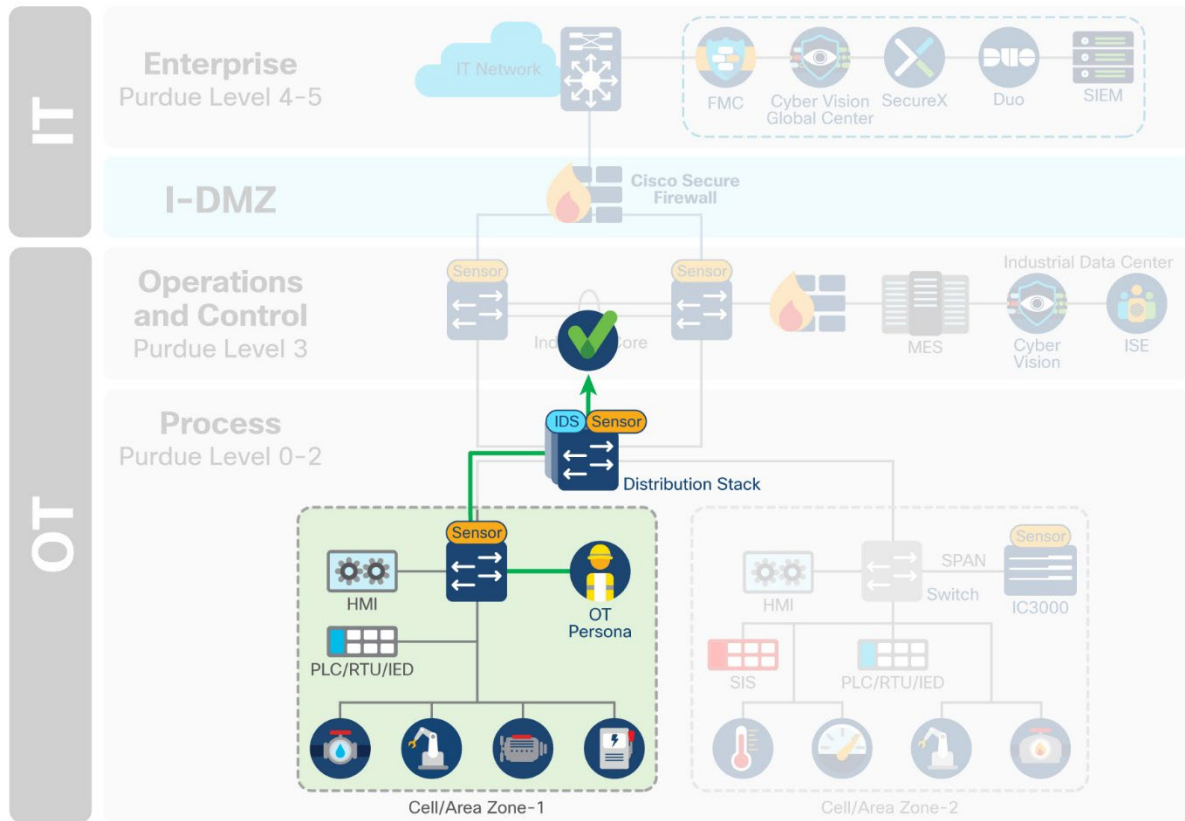 IT
Enterprise
Purdue Level 4-5
IT Network
FMC
Cyber Vision
Global Center
SecureX
DUO
Duo
SIEM
I-DMZ
Cisco Secure
Firewall
OT
Operations
and Control
Purdue Level 3
Sensor
Sensor
Industrial Data Center
MES
Cyber
Vision
ISE
Process
Purdue Level 0-2
IDS
Sensor
Distribution Stack
Sensor
HMI
OT
Persona
PLC/RTU/IED
Cell/Area Zone-1
Sensor
HMI
SPAN
Switch
IC3000
SIS
PLC/RTU/IED
Cell/Area Zone-2